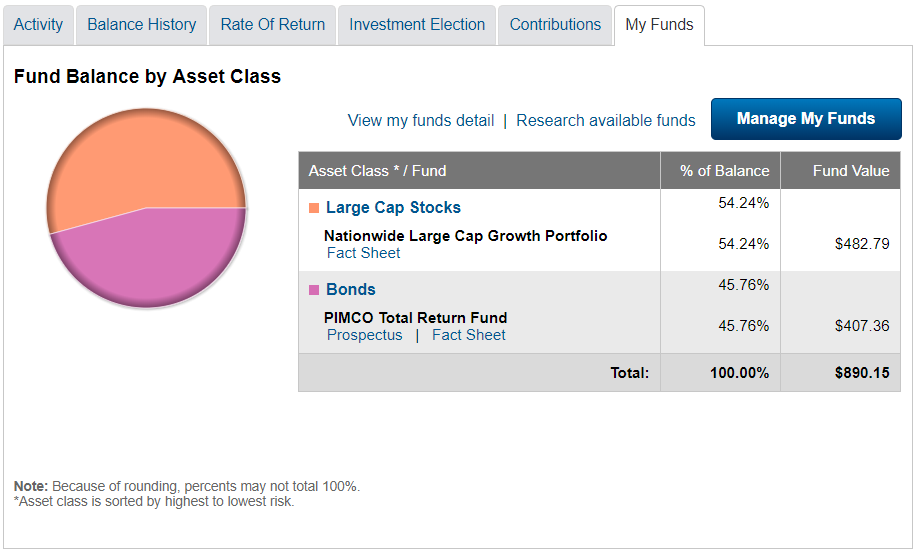 Activity Balance History Rate Of Return Investment Election Contributions My Funds
Fund Balance by Asset Class
View my funds detail | Research available funds Manage My Funds
Asset Class * / Fund % of Balance Fund Value
Large Cap Stocks 54.24%
Nationwide Large Cap Growth Portfolio 54.24% $482.79
Fact Sheet
Bonds 45.76%
PIMCO Total Return Fund 45.76% $407.36
Prospectus | Fact Sheet
Total: 100.00% $890.15
Note: Because of rounding, percents may not total 100%.
*Asset class is sorted by highest to lowest risk.